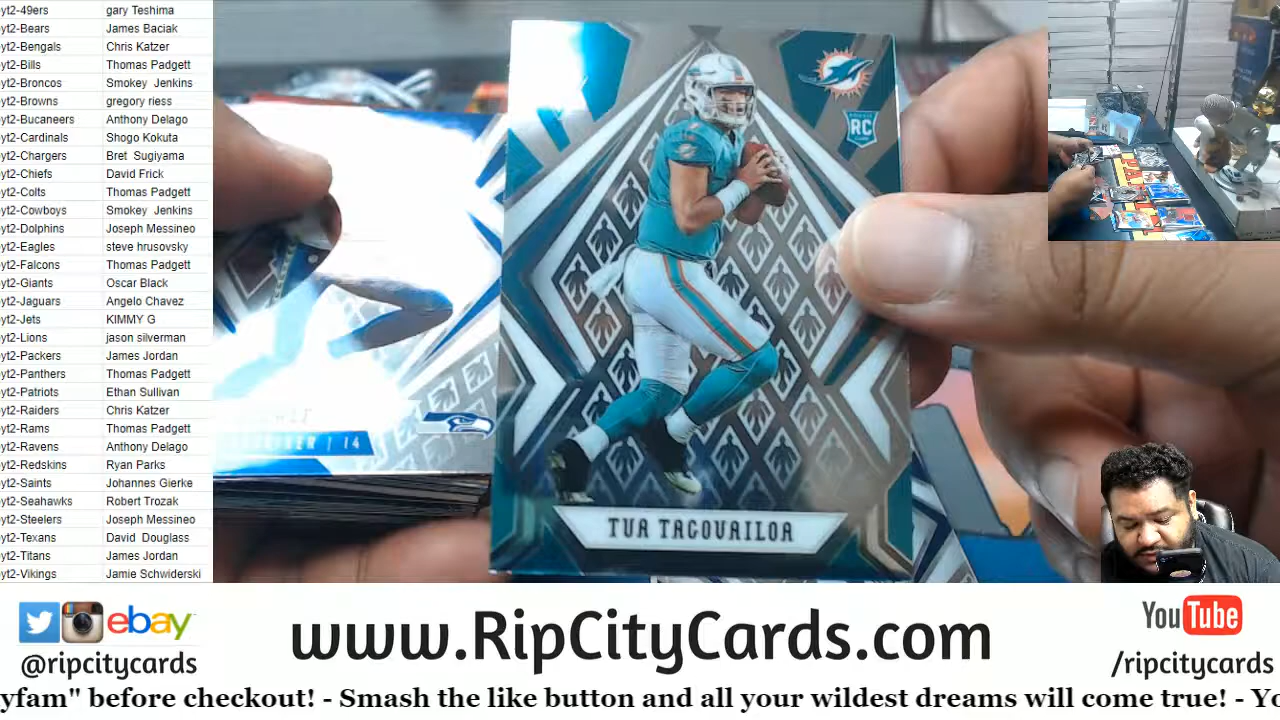 yt2-49ers gary Teshima
yt2-Bears James Baciak
yt2-Bengals Chris Katzer
yt2-Bills Thomas Padgett
yt2-Broncos Smokey Jenkins
yt2-Browns gregory riess
yt2-Bucaneers Anthony Delago
yt2-Cardinals Shogo Kokuta
yt2-Chargers Bret Sugiyama
yt2-Chiefs David Frick
yt2-Colts Thomas Padgett
yt2-Cowboys Smokey Jenkins
yt2-Dolphins Joseph Messineo
yt2-Eagles steve hrusovsky
yt2-Falcons Thomas Padgett
yt2-Giants Oscar Black
yt2-Jaguars Angelo Chavez
yt2-Jets KIMMY G
yt2-Lions jason silverman
yt2-Packers James Jordan
yt2-Panthers Thomas Padgett
yt2-Patriots Ethan Sullivan
yt2-Raiders Chris Katzer
yt2-Rams Thomas Padgett
yt2-Ravens Anthony Delago
yt2-Redskins Ryan Parks
yt2-Saints Johannes Gierke
yt2-Seahawks Robert Trozak
yt2-Steelers Joseph Messineo
yt2-Texans David Douglass
yt2-Titans James Jordan
yt2-Vikings Jamie Schwiderski
RC
14
TUA TAGOVAILOA
ebay
@ripcitycards
www.RipCityCards.com
YouTube
/ripcitycards
yfam" before checkout! - Smash the like button and all your wildest dreams will come true! - Yo